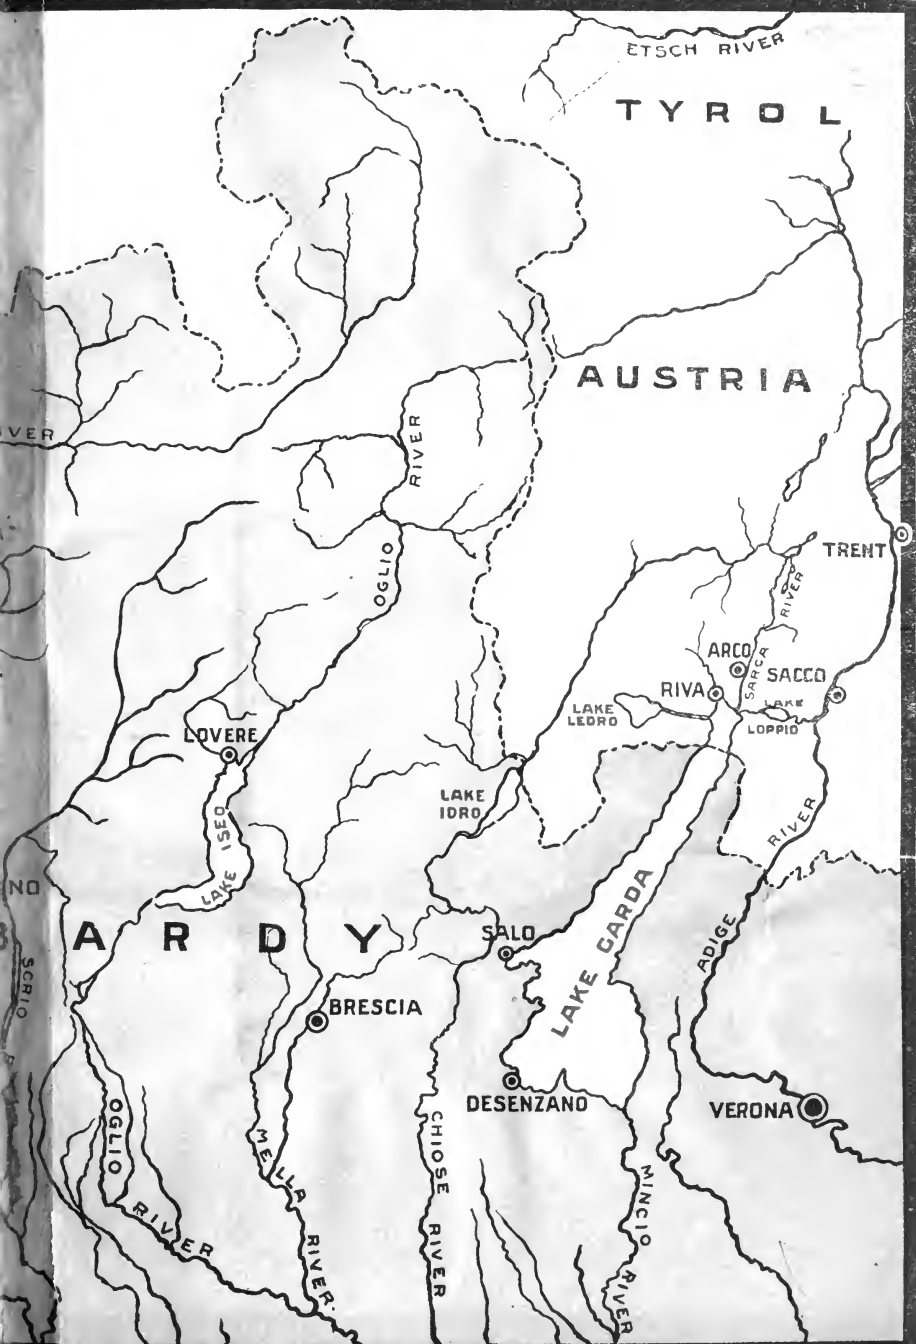 ETSCH RIVER
TYROL
AUSTRIA
IVER
RIVER
OGLIO
TRENT
RIVER
ARCO
SARCA
SACCO
RIVA
LAKE
LEDRO
LAKE
LOPPIO
LOVERE
LAKE
IDRO
LAKE ISEO
RIVER
ADIGE
NO
ARDY
SALO
LAKE GARDA
SCRIO
BRESCIA
DESENZANO
VERONA
OGLIO
RIVER
MELLA
RIVER
CHIOSE
RIVER
MINCIO
RIVER